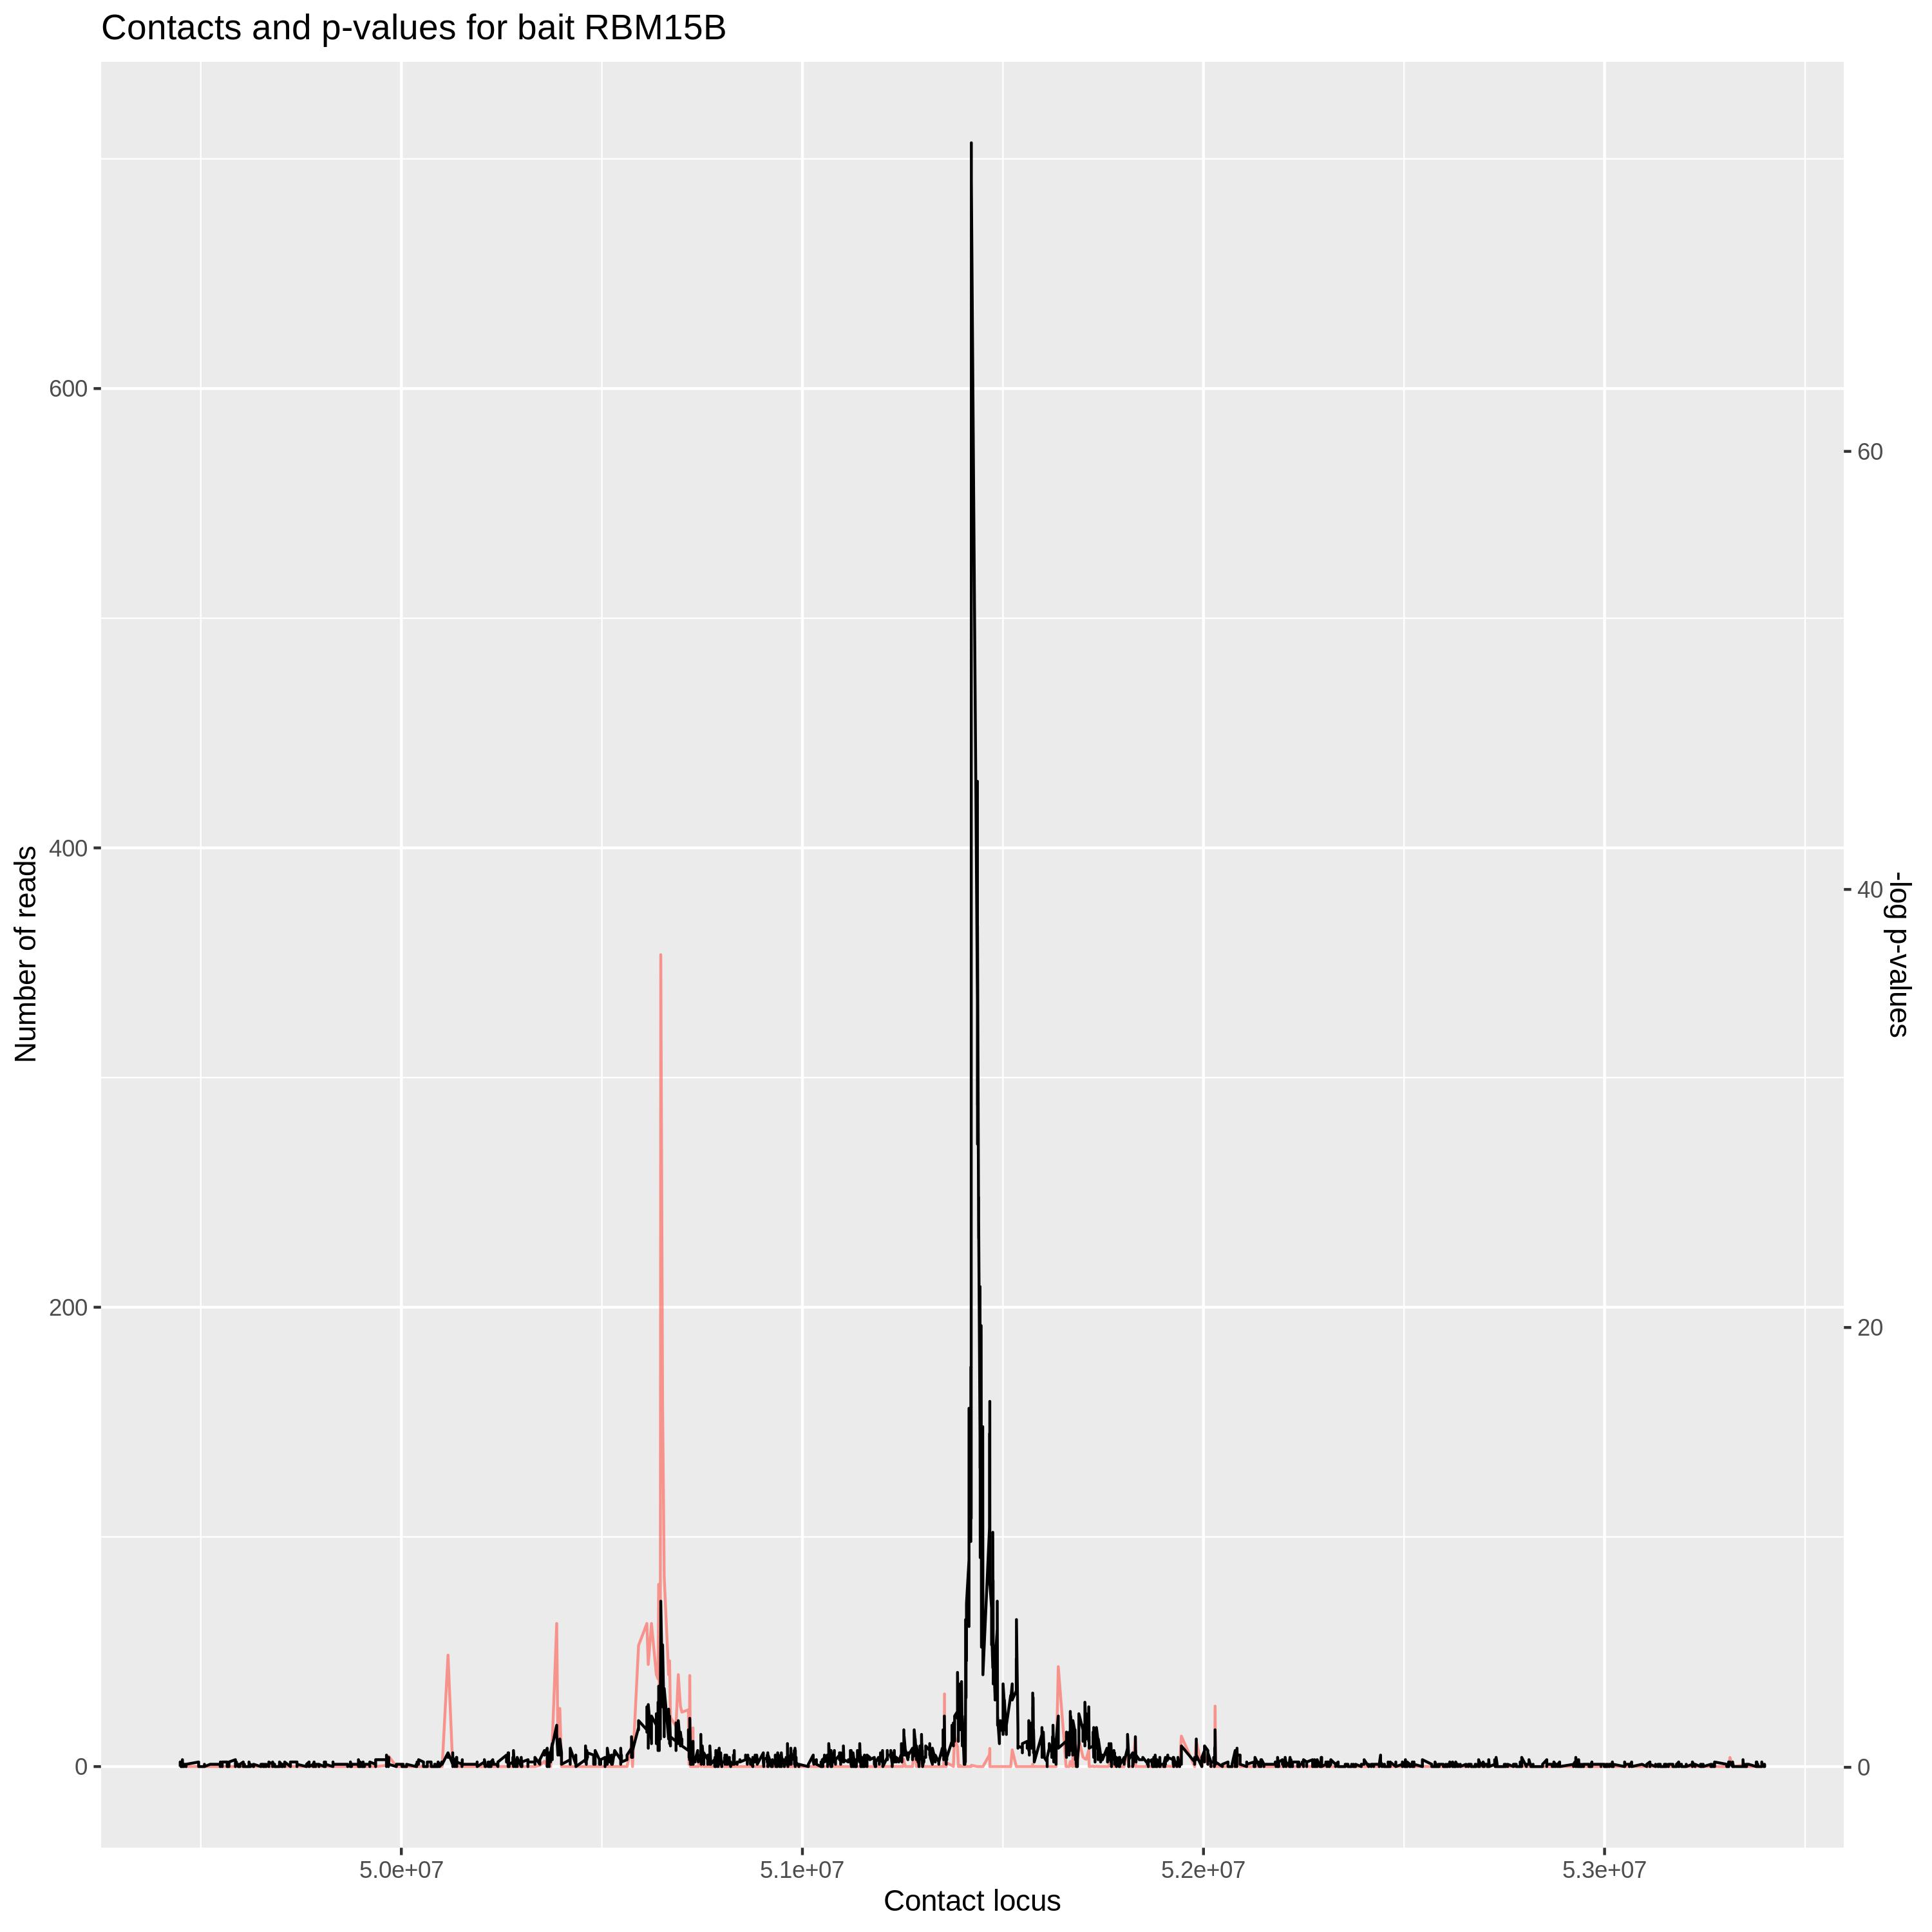 Contacts and p-values for bait RBM15B
600
400
200
0
Number of reads
60
40
20
0
-log p-values
5.0e+07
5.1e+07
5.2e+07
5.3e+07
Contact locus